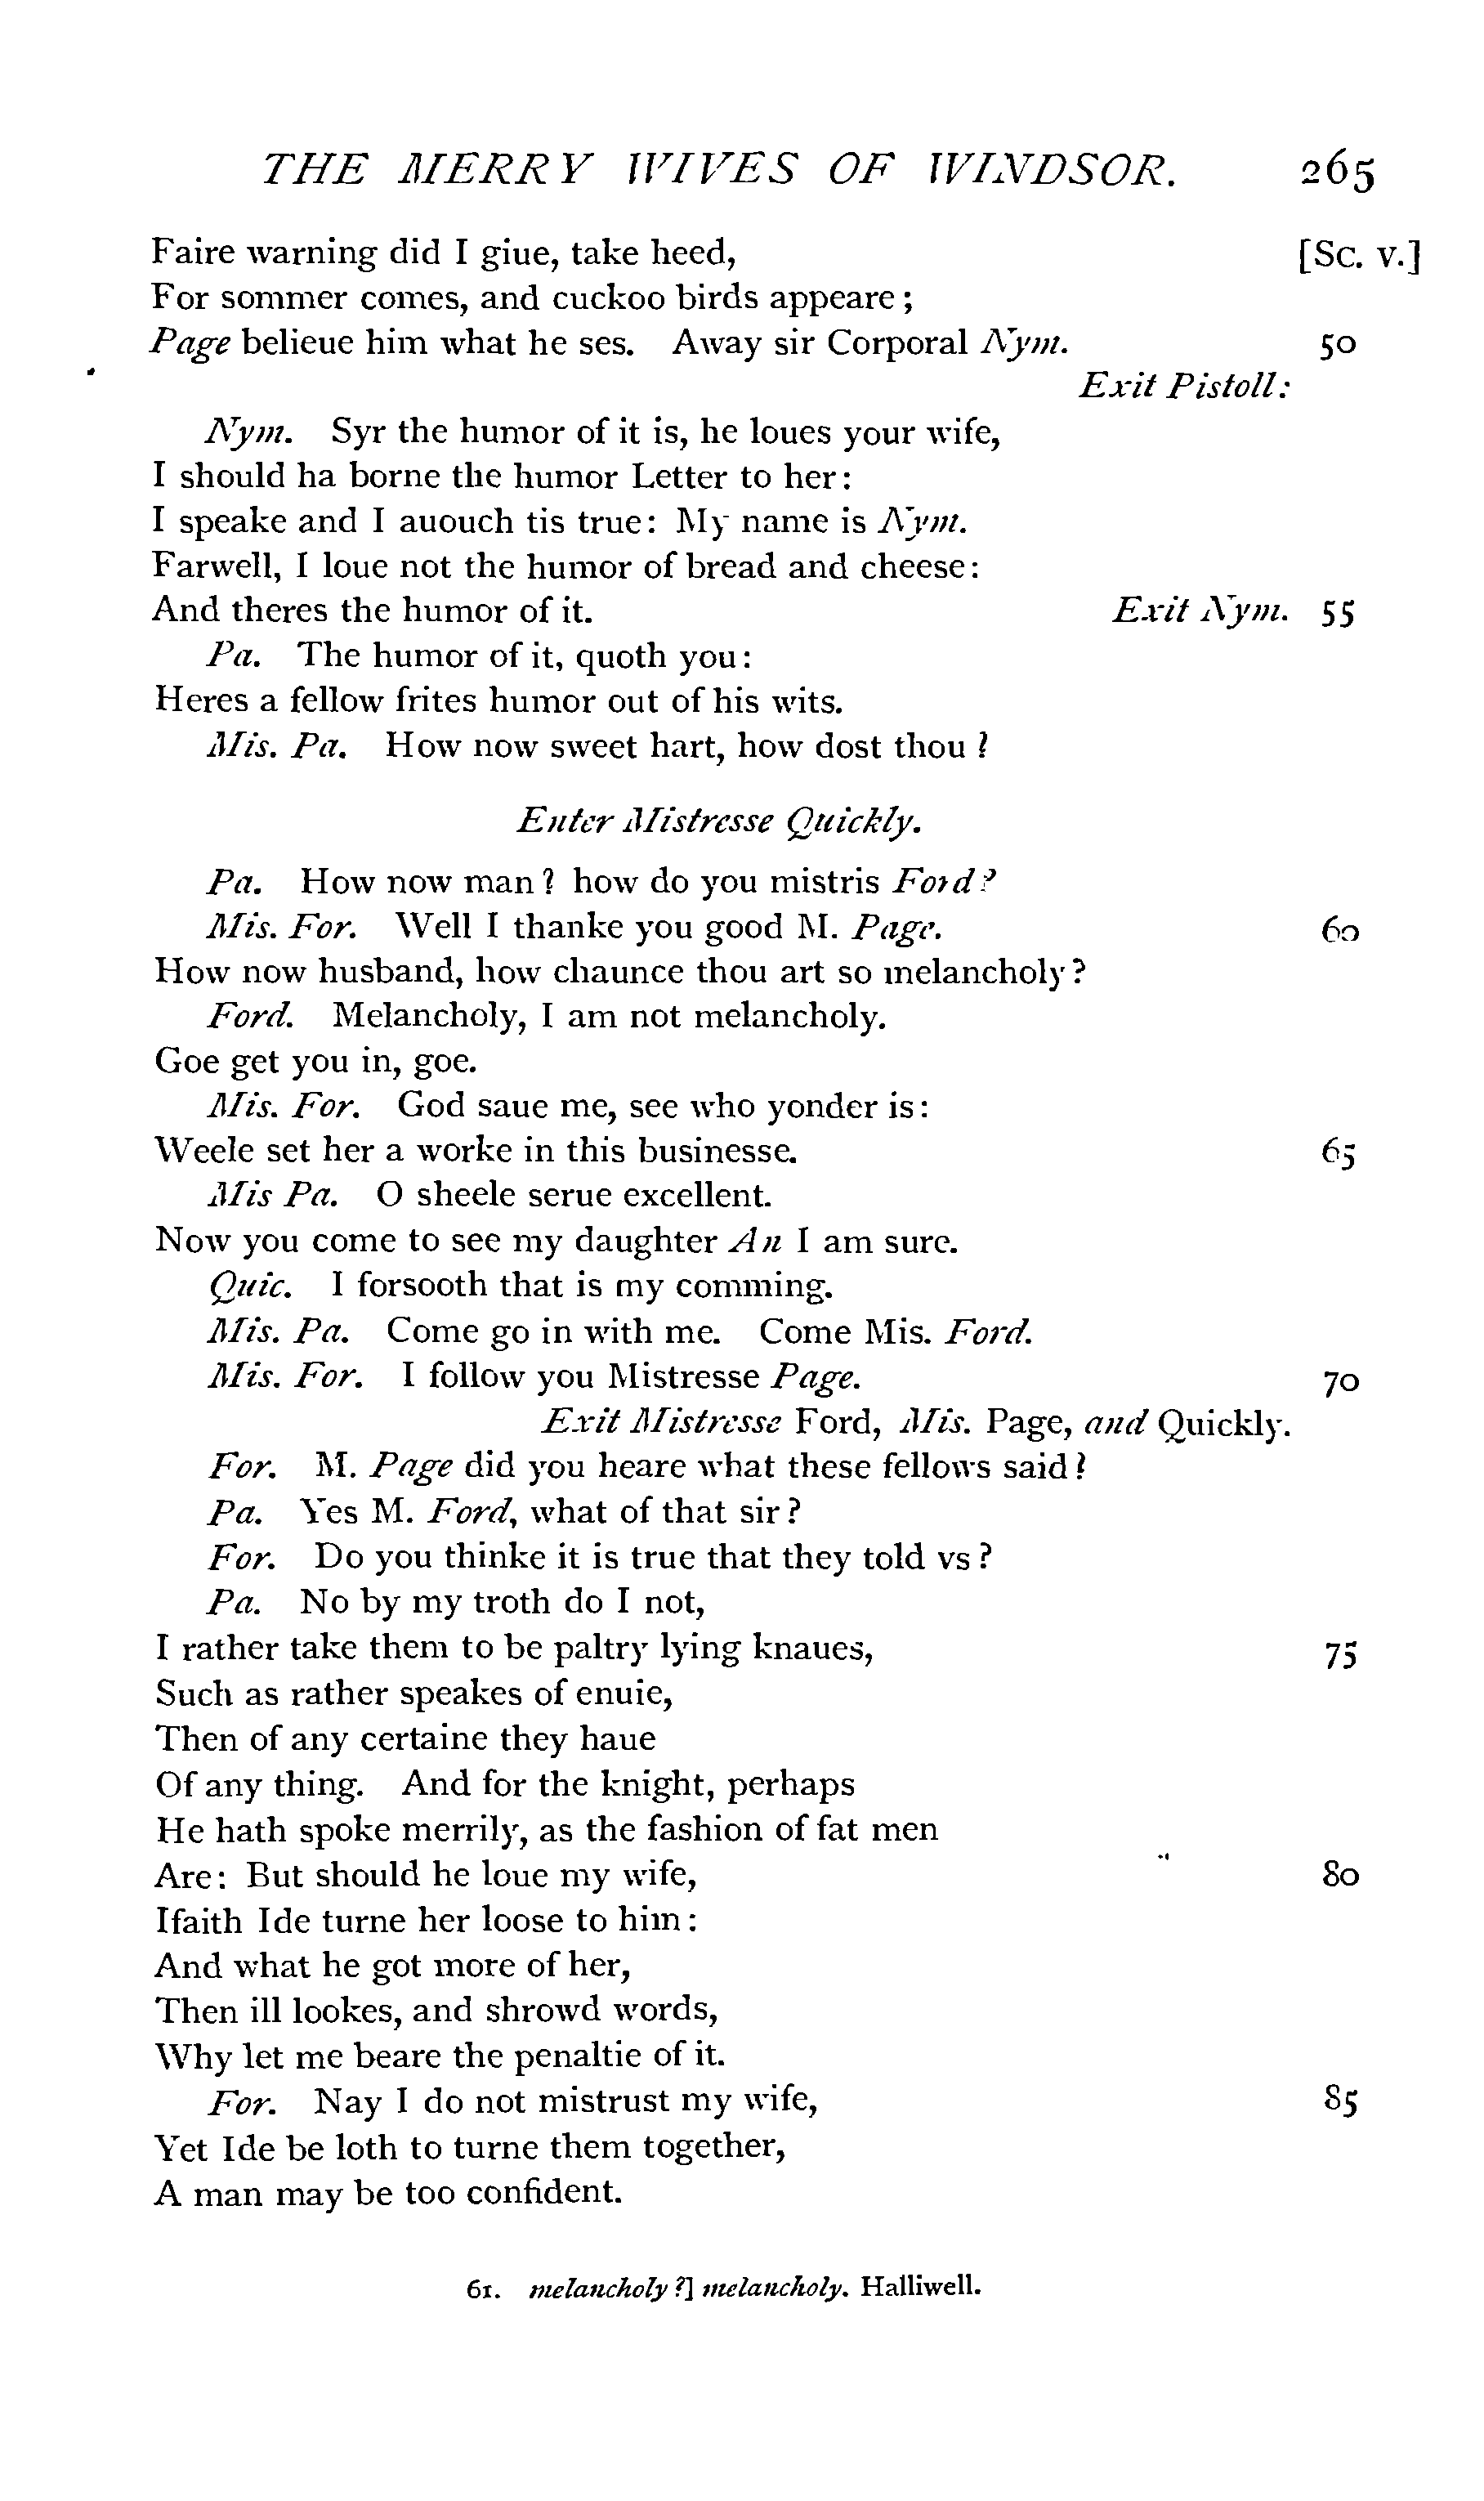 THE MERRY WIVES OF WINDSOR. 265
Faire warning did I giue, take heed, [Sc. v.]
For sommer comes, and cuckoo birds appeare;
Page belieue him what he ses. Away sir Corporal Nym. 50
Exit Pistoll:
Nym. Syr the humor of it is, he loues your wife,
I should ha borne the humor Letter to her:
I speake and I auouch tis true: My name is Nym.
Farwell, I loue not the humor of bread and cheese:
And theres the humor of it. Exit Nym. 55
Pa. The humor of it, quoth you:
Heres a fellow frites humor out of his wits.
Mis. Pa. How now sweet hart, how dost thou?
Enter Mistresse Quickly.
Pa. How now man? how do you mistris Ford?
Mis. For. Well I thanke you good M. Page. 60
How now husband, how chaunce thou art so melancholy?
Ford. Melancholy, I am not melancholy.
Goe get you in, goe.
Mis. For. God saue me, see who yonder is:
Weele set her a worke in this businesse. 65
Mis Pa. O sheele serue excellent.
Now you come to see my daughter An I am sure.
Quic. I forsooth that is my comming.
Mis. Pa. Come go in with me. Come Mis. Ford.
Mis. For. I follow you Mistresse Page. 70
Exit Mistresse Ford, Mis. Page, and Quickly.
For. M. Page did you heare what these fellows said?
Pa. Yes M. Ford, what of that sir?
For. Do you thinke it is true that they told vs?
Pa. No by my troth do I not,
I rather take them to be paltry lying knaues, 75
Such as rather speakes of enuie,
Then of any certaine they haue
Of any thing. And for the knight, perhaps
He hath spoke merrily, as the fashion of fat men
Are: But should he loue my wife, 80
Ifaith Ide turne her loose to him:
And what he got more of her,
Then ill lookes, and shrowd words,
Why let me beare the penaltie of it.
For. Nay I do not mistrust my wife, 85
Yet Ide be loth to turne them together,
A man may be too confident.
61. melancholy?] melancholy. Halliwell.